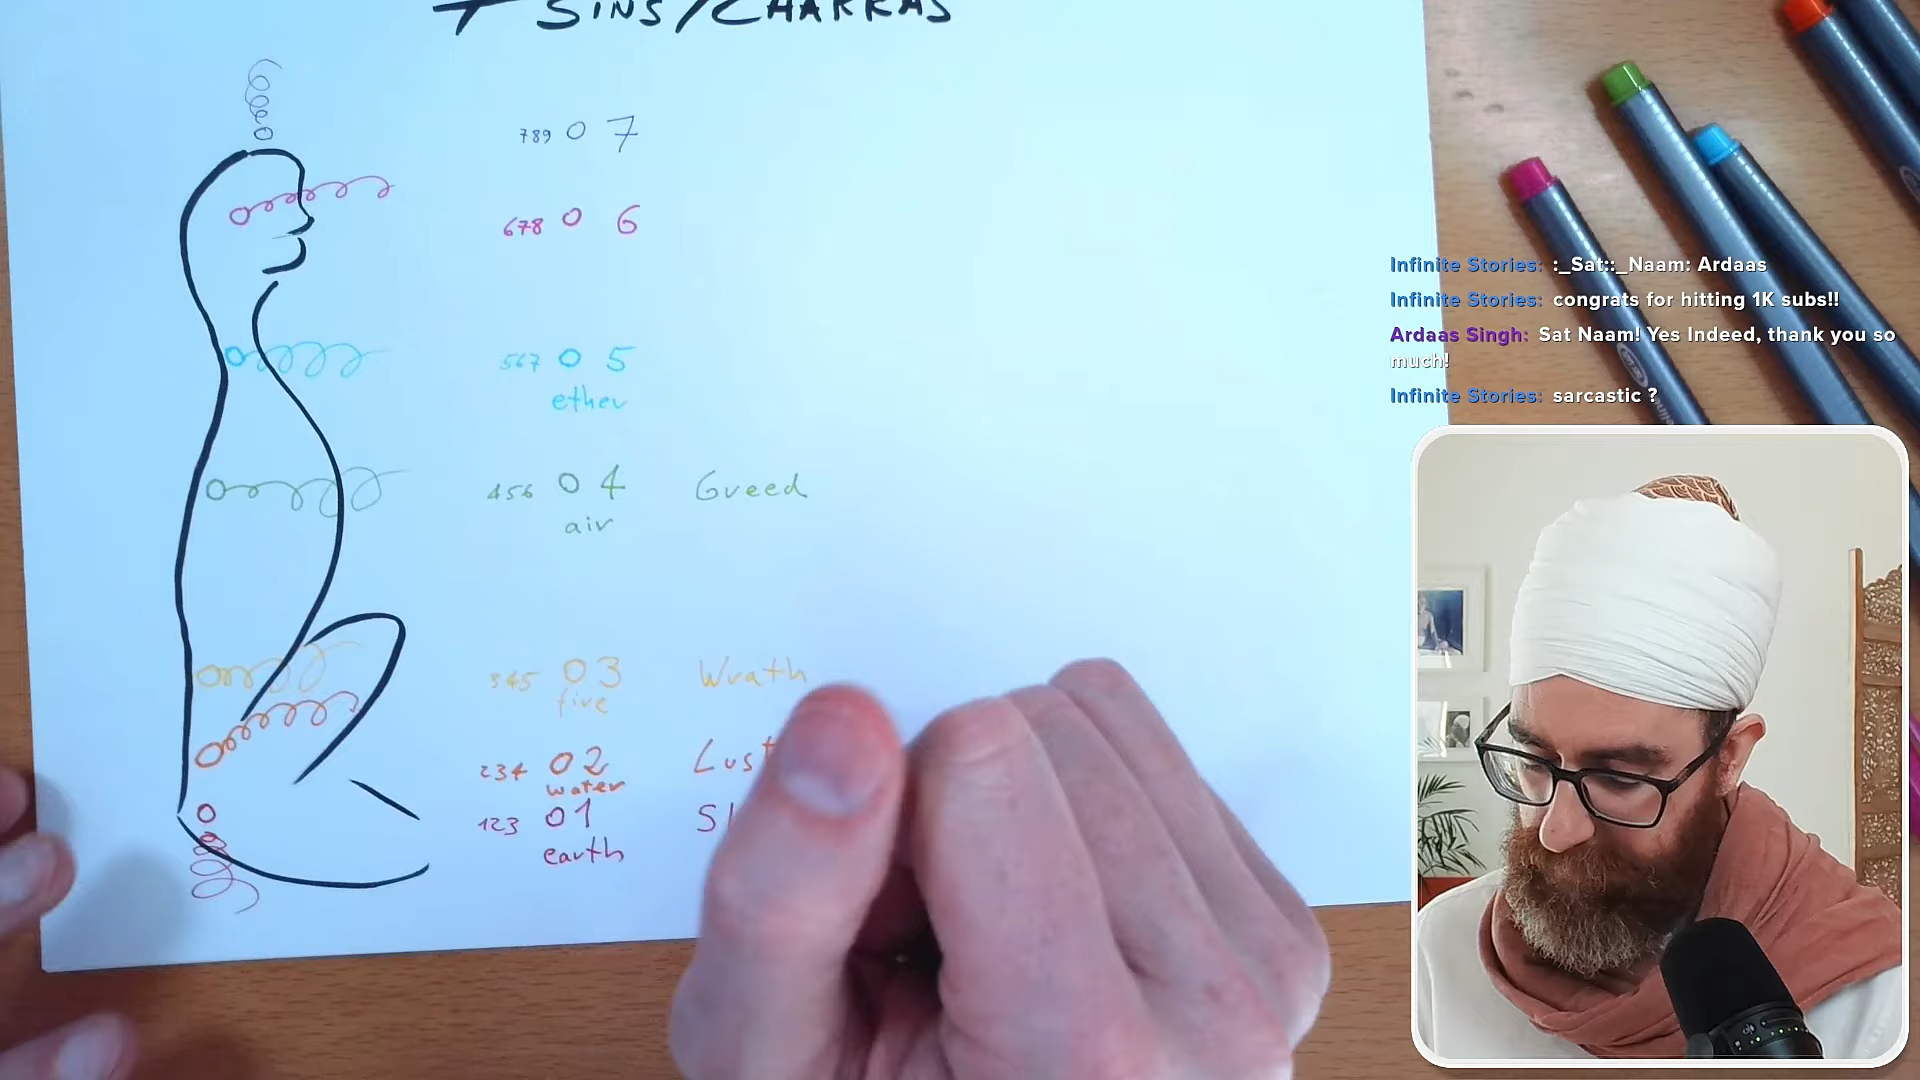 7 SINS/CHAKRAS
789 0 7
678 0 6
567 0 5
ether
456 0 4 Greed
air
345 0 3 Wrath
fire
234 0 2 Lust
water
123 0 1
earth
Infinite Stories: :_Sat::_Naam: Ardaas
Infinite Stories: congrats for hitting 1K subs!!
Ardaas Singh: Sat Naam! Yes Indeed, thank you so
much!
Infinite Stories: sarcastic ?